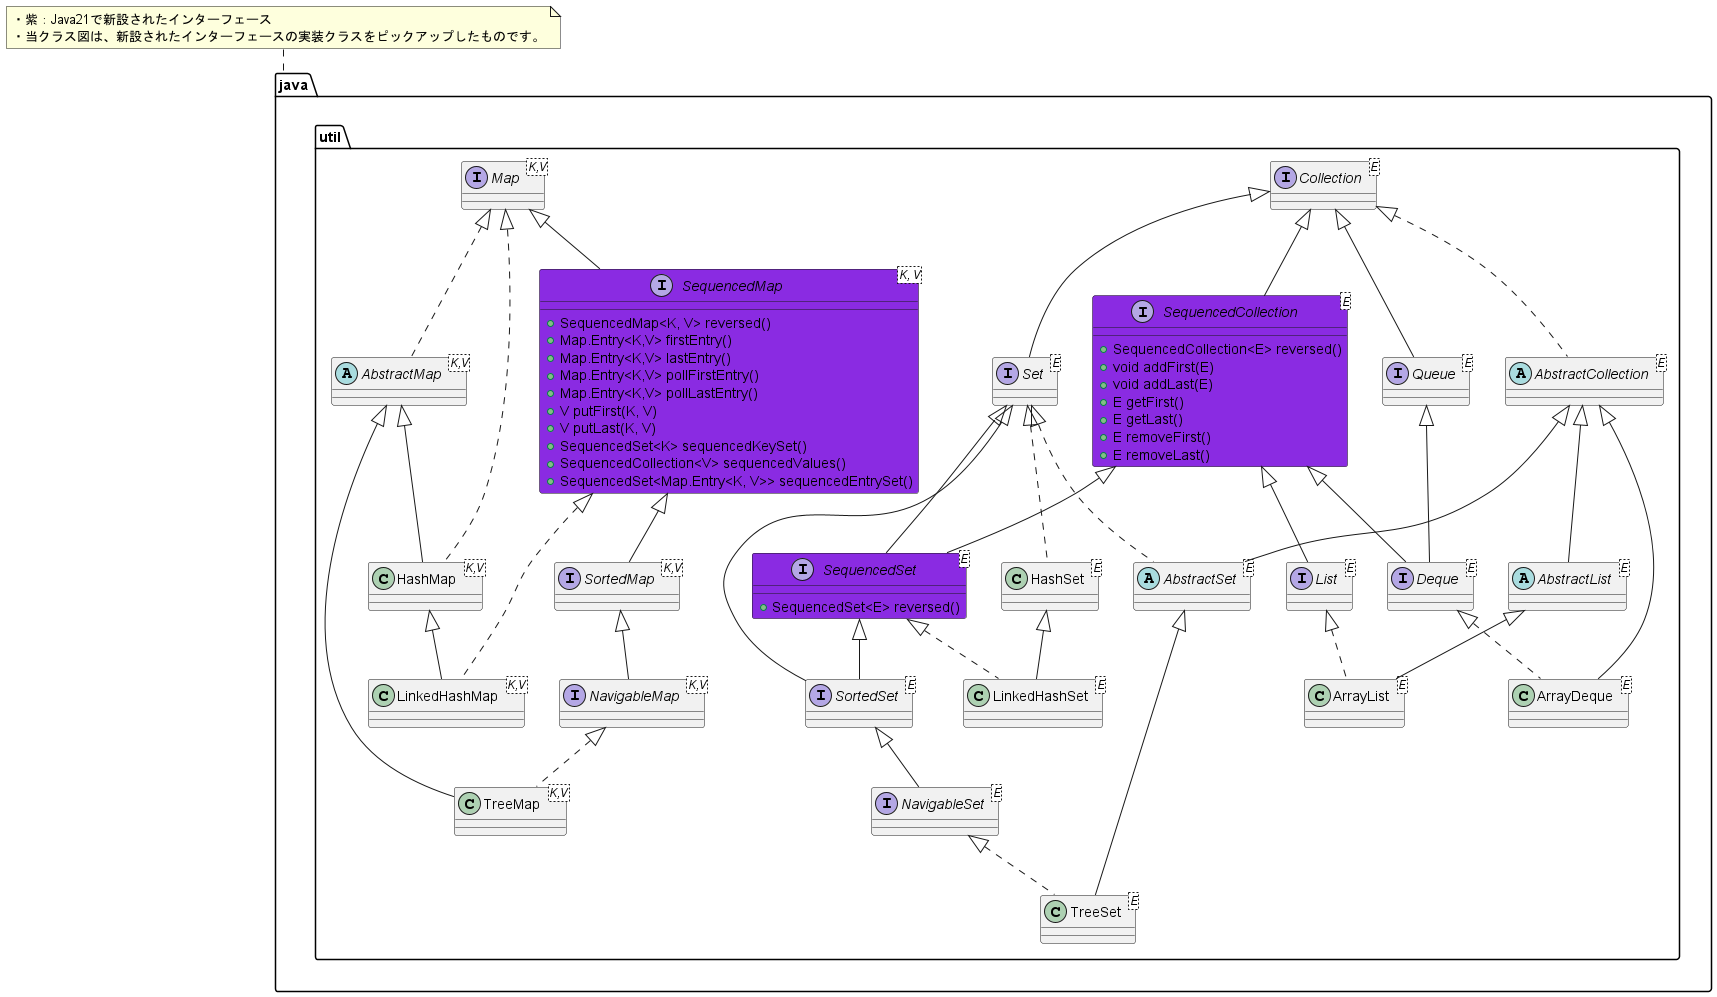 ・紫：Java21で新設されたインターフェース
・当クラス図は、新設されたインターフェースの実装クラスをピックアップしたものです。
java
util
I Map K,V
I Collection E
I SequencedMap K, V
SequencedMap<K, V> reversed()
Map.Entry<K,V> firstEntry()
Map.Entry<K,V> lastEntry()
Map.Entry<K,V> pollFirstEntry()
Map.Entry<K,V> pollLastEntry()
V putFirst(K, V)
V putLast(K, V)
SequencedSet<K> sequencedKeySet()
SequencedCollection<V> sequencedValues()
SequencedSet<Map.Entry<K, V>> sequencedEntrySet()
I SequencedCollection E
SequencedCollection<E> reversed()
void addFirst(E)
void addLast(E)
E getFirst()
E getLast()
E removeFirst()
E removeLast()
A AbstractMap K,V
I Set E
I Queue E
A AbstractCollection E
C HashMap K,V
I SortedMap K,V
I SequencedSet E
SequencedSet<E> reversed()
C HashSet E
A AbstractSet E
I List E
I Deque E
A AbstractList E
C LinkedHashMap K,V
I NavigableMap K,V
I SortedSet E
C LinkedHashSet E
C ArrayList E
C ArrayDeque E
C TreeMap K,V
I NavigableSet E
C TreeSet E